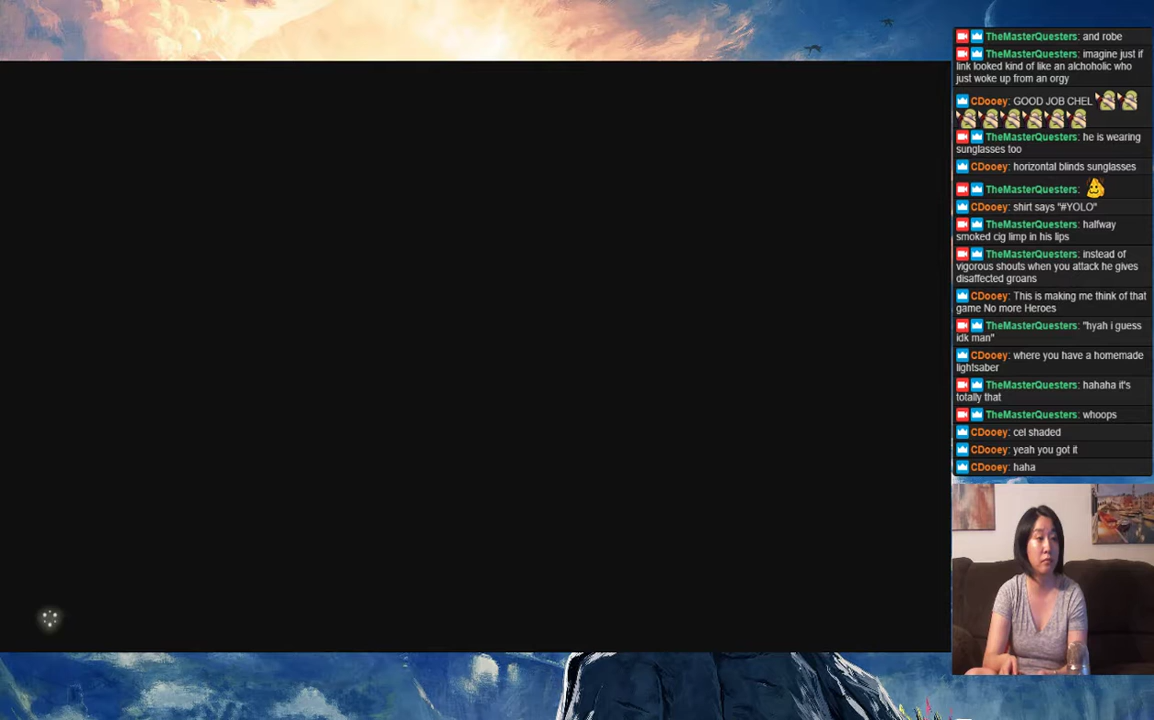 TheMasterQuesters: and robe
TheMasterQuesters: imagine just if
link looked kind of like an alchoholic who
just woke up from an orgy
CDooey: GOOD JOB CHEL
TheMasterQuesters: he is wearing
sunglasses too
CDooey: horizontal blinds sunglasses
TheMasterQuesters:
CDooey: shirt says "#YOLO"
TheMasterQuesters: halfway
smoked cig limp in his lips
TheMasterQuesters: instead of
vigorous shouts when you attack he gives
disaffected groans
CDooey: This is making me think of that
game No more Heroes
TheMasterQuesters: "hyah i guess
idk man"
CDooey: where you have a homemade
lightsaber
TheMasterQuesters: hahaha it's
totally that
TheMasterQuesters: whoops
CDooey: cel shaded
CDooey: yeah you got it
CDooey: haha